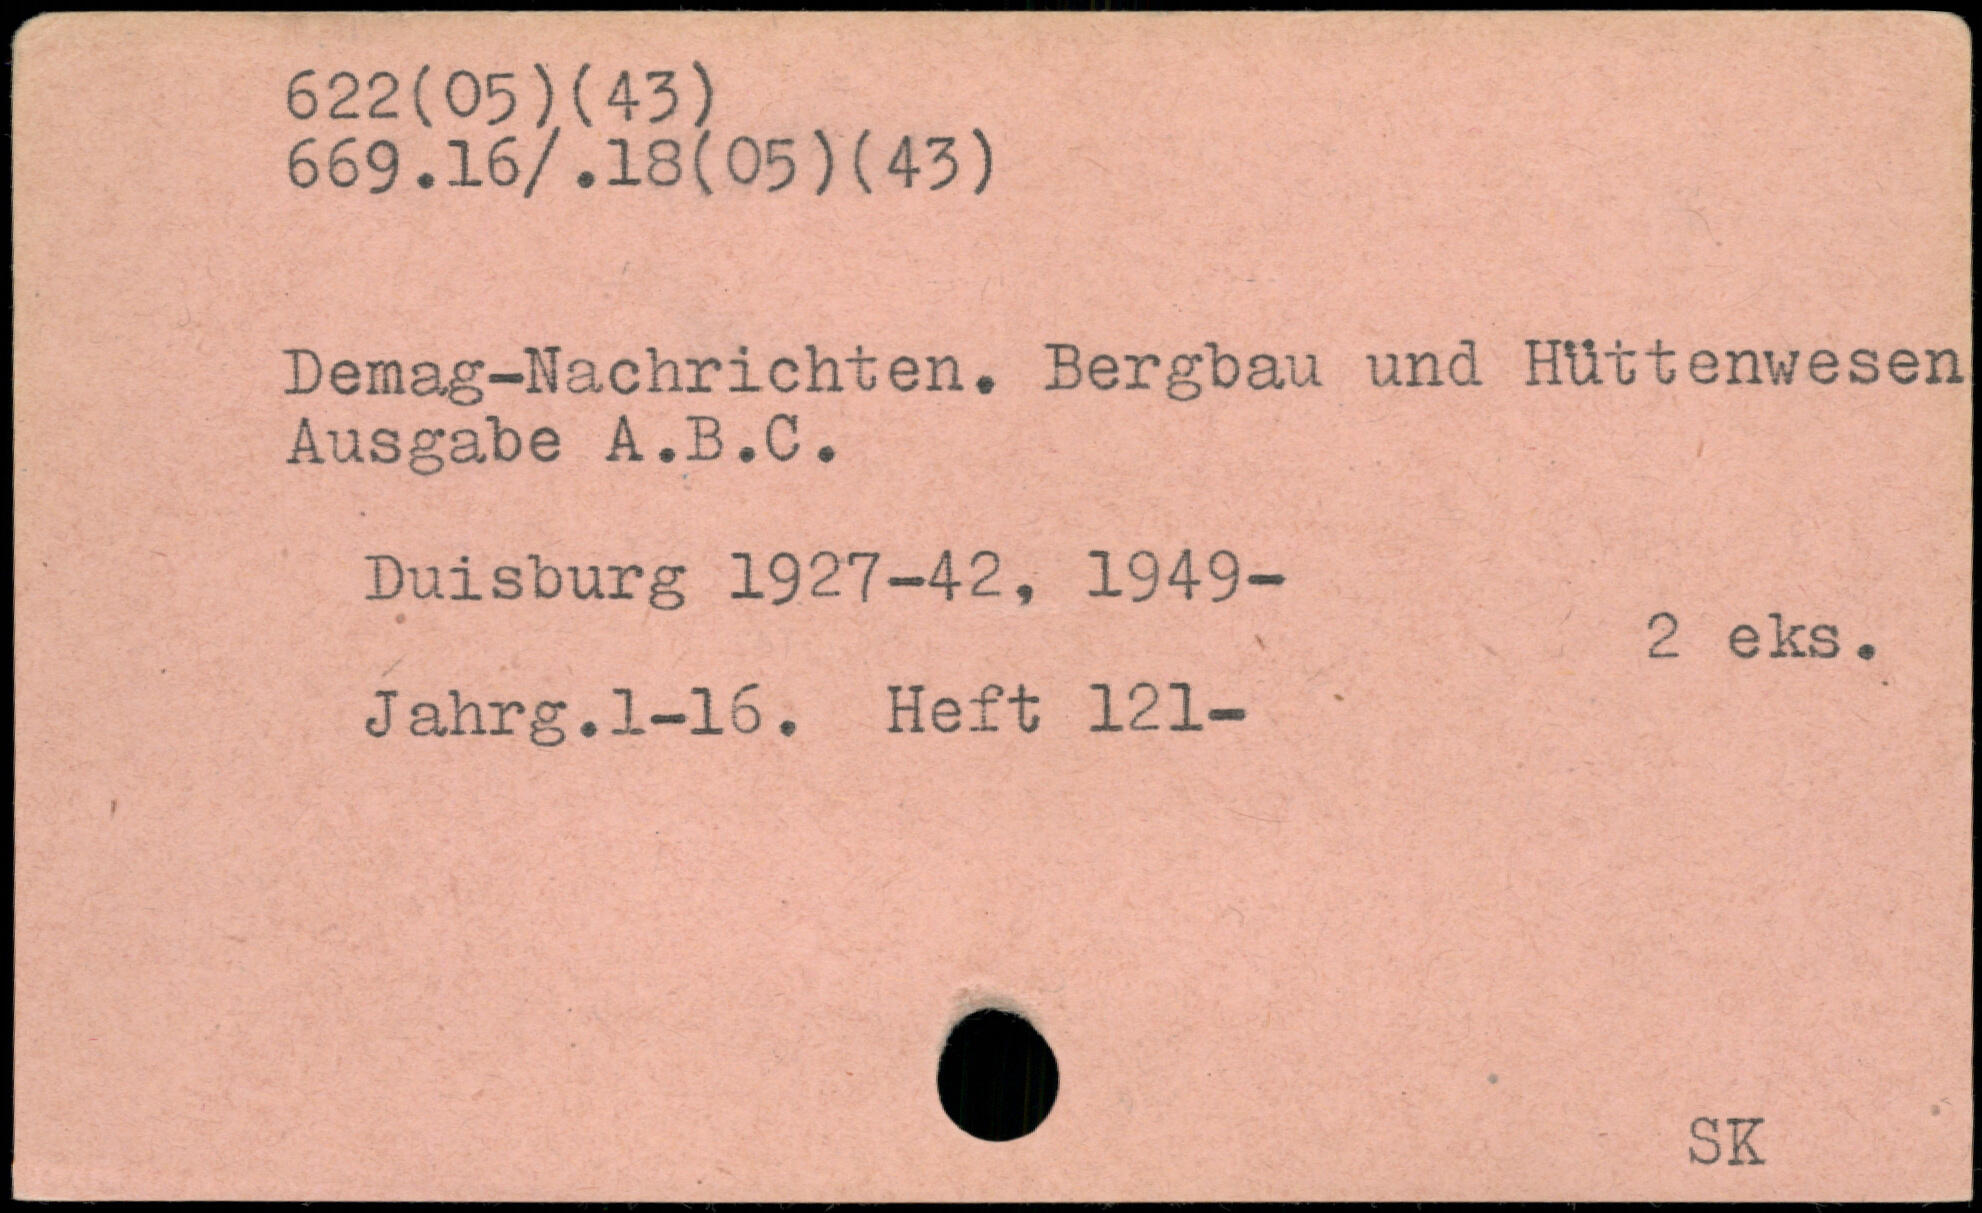 622(05)(43)
669.16/.18(05)(43)
Demag-Nachrichten. Bergbau und Hüttenwesen
Ausgabe A.B.C.
Duisburg 1927-42, 1949-
2 eks.
Jahrg.1-16. Heft 121-
SK